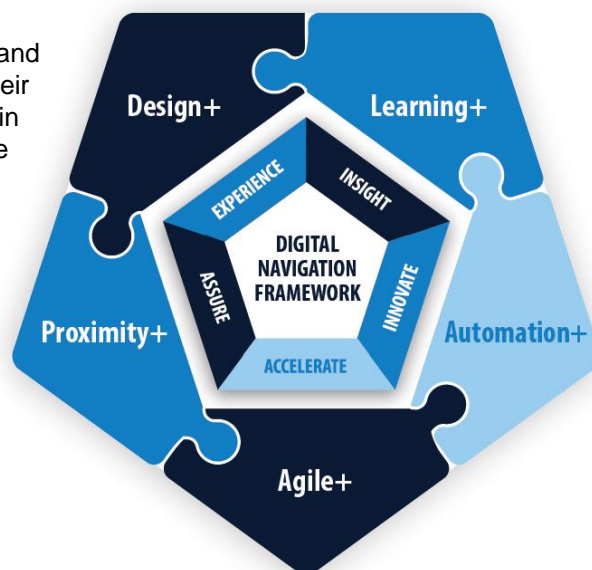 and
eir
in
e
Design+
Learning+
EXPERIENCE
INSIGHT
DIGITAL
NAVIGATION
FRAMEWORK
ASSURE
INNOVATE
Proximity+
Automation+
ACCELERATE
Agile+